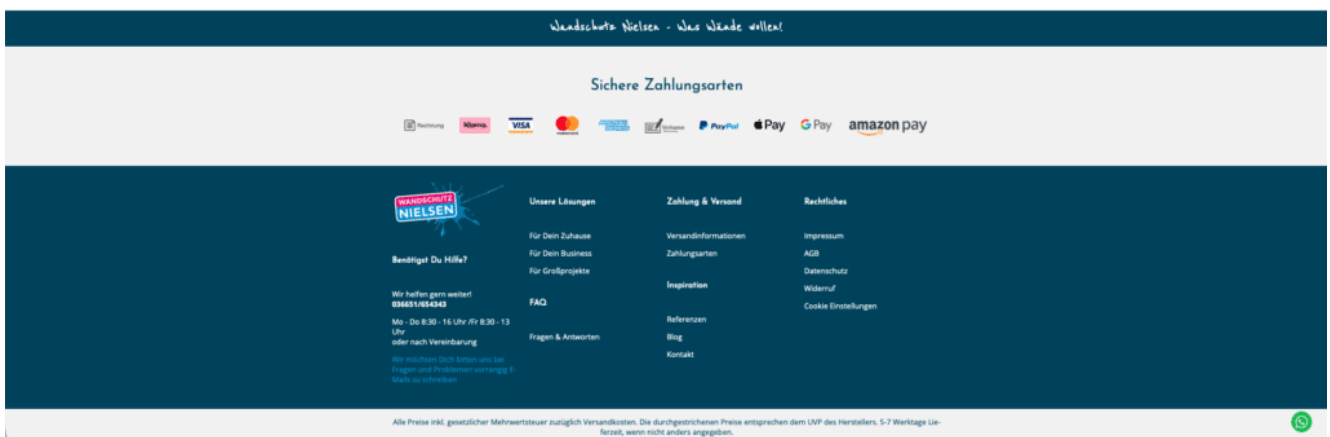 Wandschutz Nielsen - Was Wände wollen!
Sichere Zahlungsarten
Rechnung Klarna. VISA mastercard Vorkasse PayPal Pay G Pay amazon pay
WANDSCHUTZ
NIELSEN
Benötigst Du Hilfe?
Wir helfen gern weiter!
036651/654343
Mo - Do 8:30 - 16 Uhr /Fr 8:30 - 13
Uhr
oder nach Vereinbarung
Wir möchten Dich bitten uns bei
Fragen und Problemen vorrangig E-
Mails zu schreiben
Unsere Lösungen
Für Dein Zuhause
Für Dein Business
Für Großprojekte
FAQ
Fragen & Antworten
Zahlung & Versand
Versandinformationen
Zahlungsarten
Inspiration
Referenzen
Blog
Kontakt
Rechtliches
Impressum
AGB
Datenschutz
Widerruf
Cookie Einstellungen
Alle Preise inkl. gesetzlicher Mehrwertsteuer zuzüglich Versandkosten. Die durchgestrichenen Preise entsprechen dem UVP des Herstellers. 5-7 Werktage Lie-
ferzeit, wenn nicht anders angegeben.